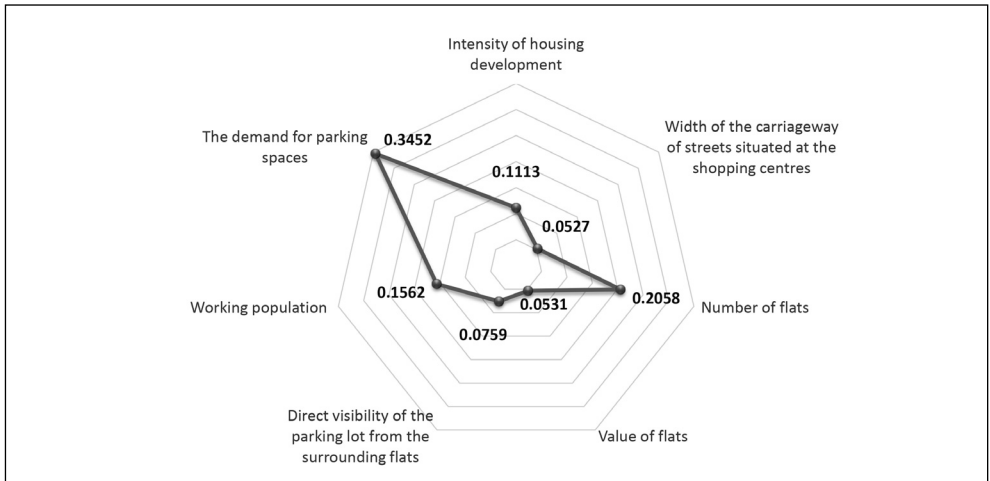 Intensity of housing
development
Width of the carriageway
of streets situated at the
shopping centres
The demand for parking
spaces
0.3452
0.1113
0.0527
0.2058
Number of flats
0.0531
Value of flats
0.0759
Direct visibility of the
parking lot from the
surrounding flats
0.1562
Working population